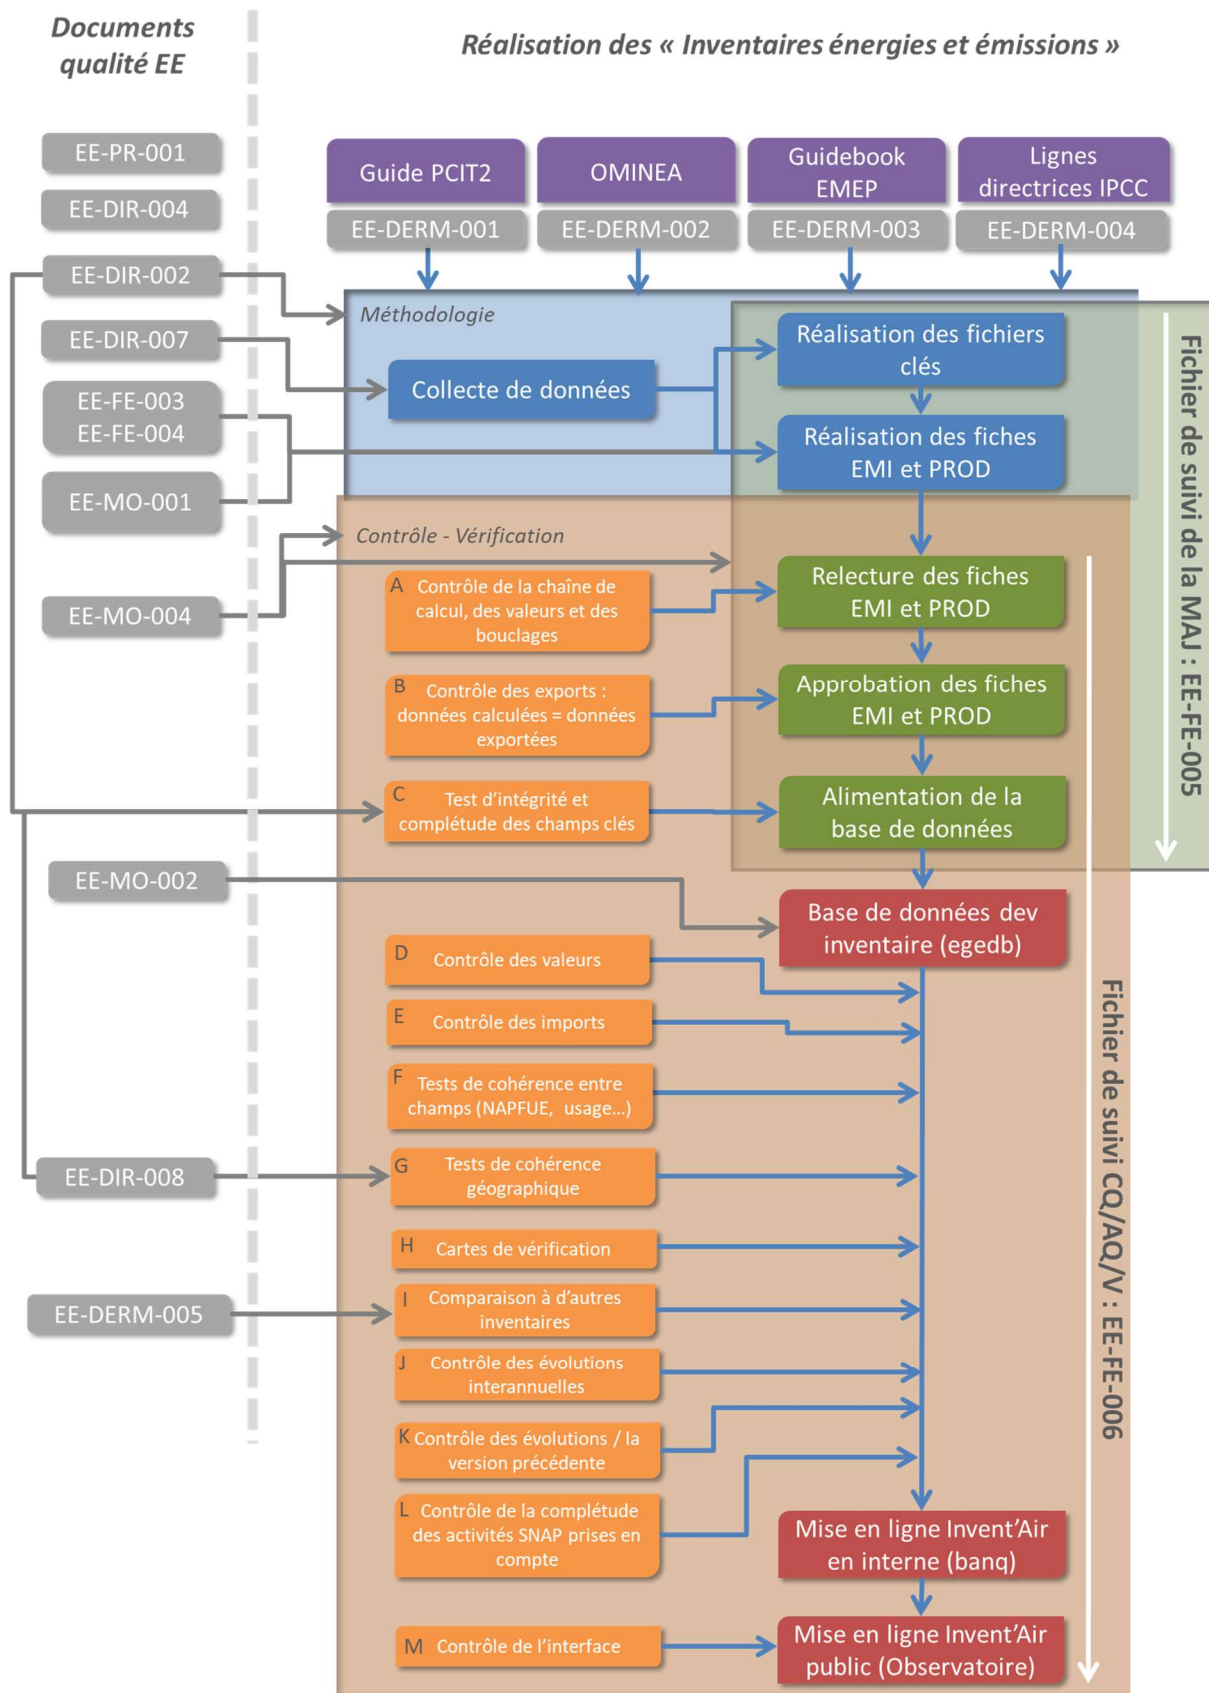 Documents
qualité EE
Réalisation des « Inventaires énergies et émissions »
EE-PR-001
EE-DIR-004
EE-DIR-002
EE-DIR-007
EE-FE-003
EE-FE-004
EE-MO-001
EE-MO-004
EE-MO-002
EE-DIR-008
EE-DERM-005
Guide PCIT2
OMINEA
Guidebook
EMEP
Lignes
directrices IPCC
EE-DERM-001
EE-DERM-002
EE-DERM-003
EE-DERM-004
Méthodologie
Collecte de données
Réalisation des fichiers
clés
Réalisation des fiches
EMI et PROD
Fichier de suivi de la MAJ : EE-FE-005
Contrôle - Vérification
A Contrôle de la chaîne de
calcul, des valeurs et des
bouclages
Relecture des fiches
EMI et PROD
B Contrôle des exports :
données calculées = données
exportées
Approbation des fiches
EMI et PROD
C Test d’intégrité et
complétude des champs clés
Alimentation de la
base de données
Base de données dev
inventaire (egedb)
D Contrôle des valeurs
E Contrôle des imports
F Tests de cohérence entre
champs (NAPFUE, usage…)
G Tests de cohérence
géographique
H Cartes de vérification
I Comparaison à d’autres
inventaires
J Contrôle des évolutions
interannuelles
K Contrôle des évolutions / la
version précédente
L Contrôle de la complétude
des activités SNAP prises en
compte
Mise en ligne Invent’Air
en interne (banq)
M Contrôle de l’interface
Mise en ligne Invent’Air
public (Observatoire)
Fichier de suivi CQ/AQ/V : EE-FE-006